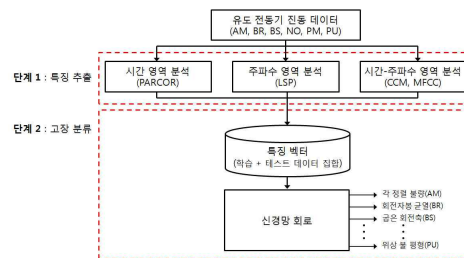 유도 전동기 진동 데이터
(AM, BR, BS, NO, PM, PU)
단계 1 : 특징 추출
시간 영역 분석
(PARCOR)
주파수 영역 분석
(LSP)
시간-주파수 영역 분석
(CCM, MFCC)
단계 2 : 고장 분류
특징 벡터
(학습 + 테스트 데이터 집합)
신경망 회로
각 정렬 불량(AM)
회전자봉 균열(BR)
굽은 회전축(BS)
위상 불 평형(PU)